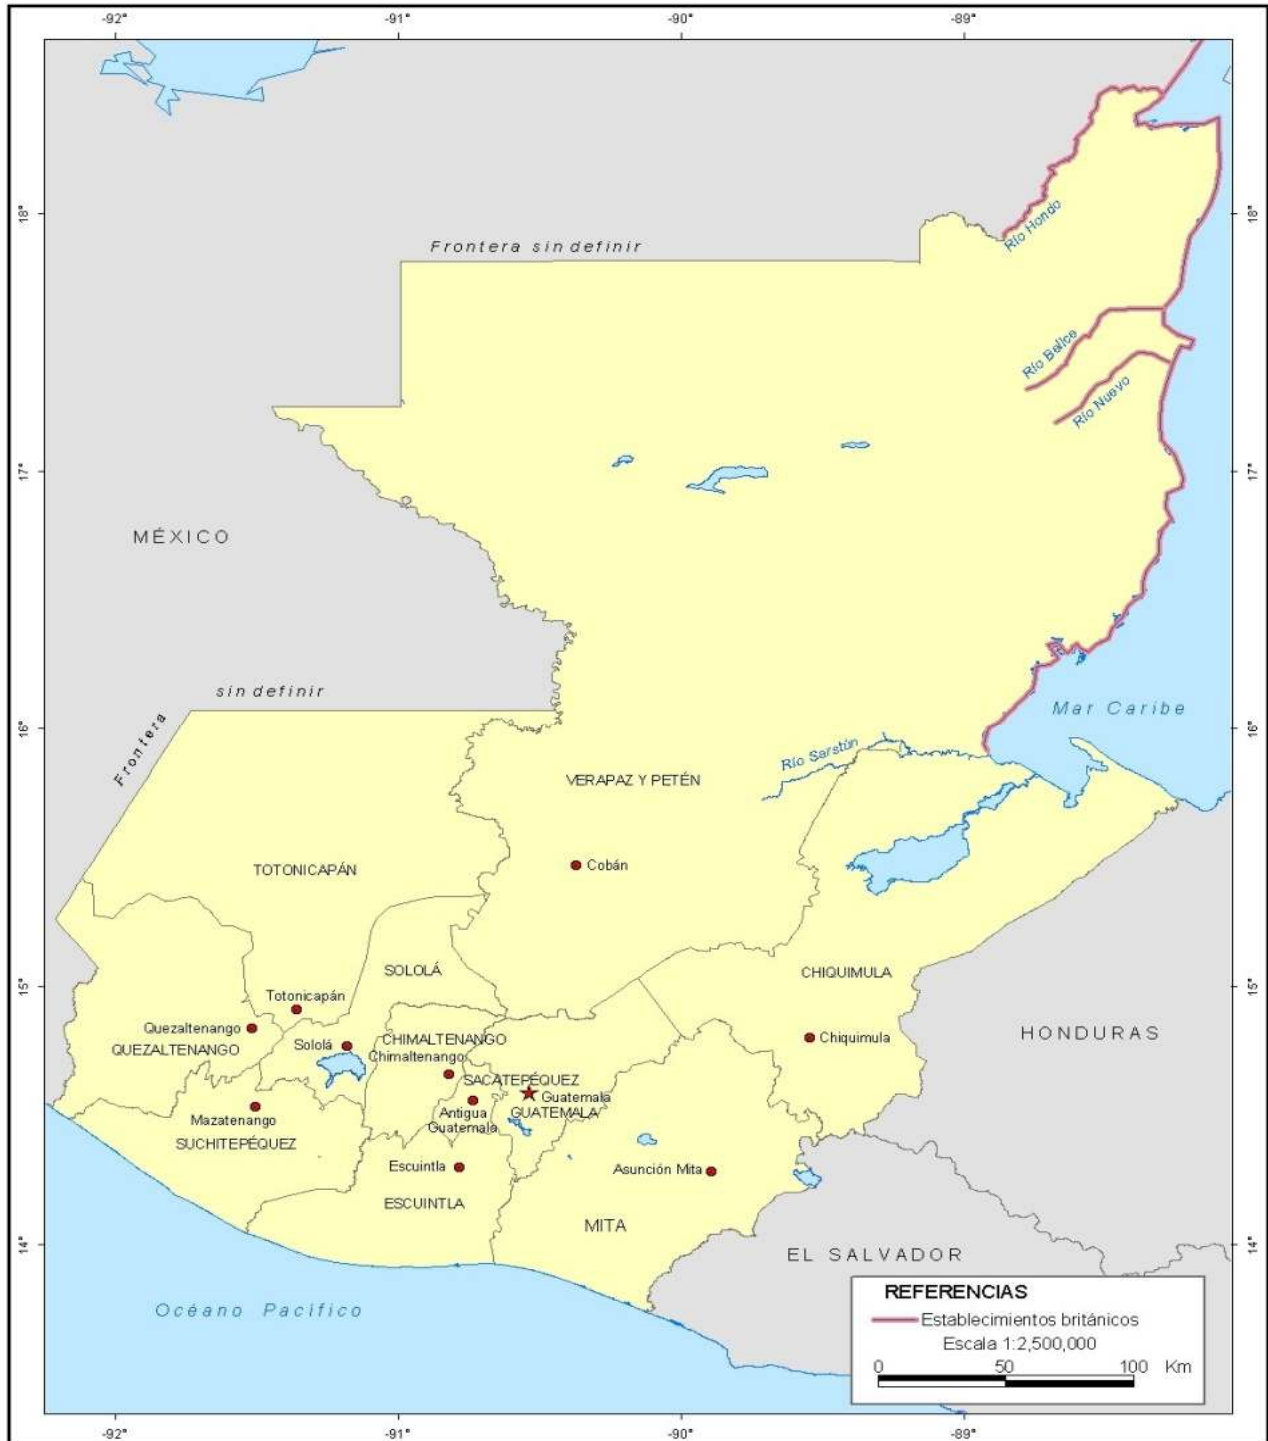 -92°
-91°
-90°
-89°
18°
18°
Río Hondo
Frontera sin definir
Río Belice
Río Nuevo
17°
17°
MÉXICO
sin definir
Frontera
Mar Caribe
16°
16°
Río Sarstún
VERAPAZ Y PETÉN
Cobán
TOTONICAPÁN
SOLOLÁ
CHIQUIMULA
15°
15°
Totonicapán
Quezaltenango
QUEZALTENANGO
Sololá
CHIMALTENANGO
Chimaltenango
Chiquimula
HONDURAS
SACATEPÉQUEZ
Guatemala
GUATEMALA
Mazatenango
SUCHITEPÉQUEZ
Antigua
Guatemala
Escuintla
ESCUINTLA
Asunción Mita
MITA
14°
14°
EL SALVADOR
Océano Pacífico
REFERENCIAS
Establecimientos británicos
Escala 1:2,500,000
0 50 100 Km
-92°
-91°
-90°
-89°